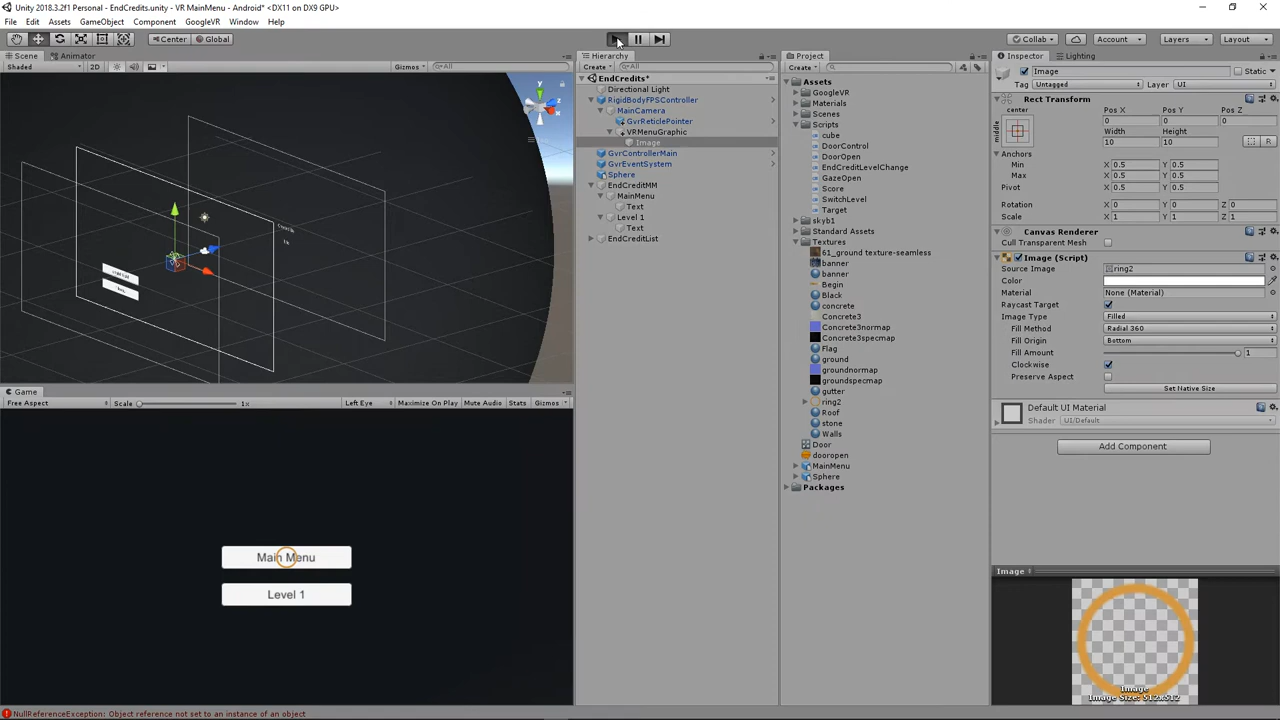 Unity 2018.3.2f1 Personal - EndCredits.unity - VR MainMenu - Android* <DX11 on DX9 GPU>
File Edit Assets GameObject Component Cinemachine GoogleVR Window Help
Center Global
Collab Account Layers Layout
Scene Animator
Shaded 2D Gizmos All
Game
Free Aspect Scale 1x Left Eye Maximize On Play Mute Audio Stats Gizmos
Main Menu
Level 1
Hierarchy
Create All
EndCredits*
Directional Light
RigidBodyFPSController
MainCamera
GvrReticlePointer
VRMenuGraphic
Image
GvrControllerMain
GvrEventSystem
Sphere
EndCreditMM
MainMenu
Text
Level 1
Text
EndCreditList
Project
Create
Assets
GoogleVR
Materials
Scenes
Scripts
cube
DoorControl
DoorOpen
EndCreditLevelChange
GazeOpen
Score
SwitchLevel
Target
skyb1
Standard Assets
Textures
61_ground texture-seamless
banner
banner
Begin
Black
concrete
Concrete3
Concrete3normap
Concrete3specmap
Flag
ground
groundnormap
groundspecmap
gutter
ring2
Roof
stone
Walls
Door
dooropen
MainMenu
Sphere
Packages
Inspector Lighting
Image Static
Tag Untagged Layer UI
Rect Transform
center Pos X Pos Y Pos Z
middle 0 0 0
Width Height
10 10 R
Anchors
Min X 0.5 Y 0.5
Max X 0.5 Y 0.5
Pivot X 0.5 Y 0.5
Rotation X 0 Y 0 Z 0
Scale X 1 Y 1 Z 1
Canvas Renderer
Cull Transparent Mesh
Image (Script)
Source Image ring2
Color
Material None (Material)
Raycast Target
Image Type Filled
Fill Method Radial 360
Fill Origin Bottom
Fill Amount 1
Clockwise
Preserve Aspect
Set Native Size
Default UI Material
Shader UI/Default
Add Component
Image
Image
Image Size: 512x512
NullReferenceException: Object reference not set to an instance of an object